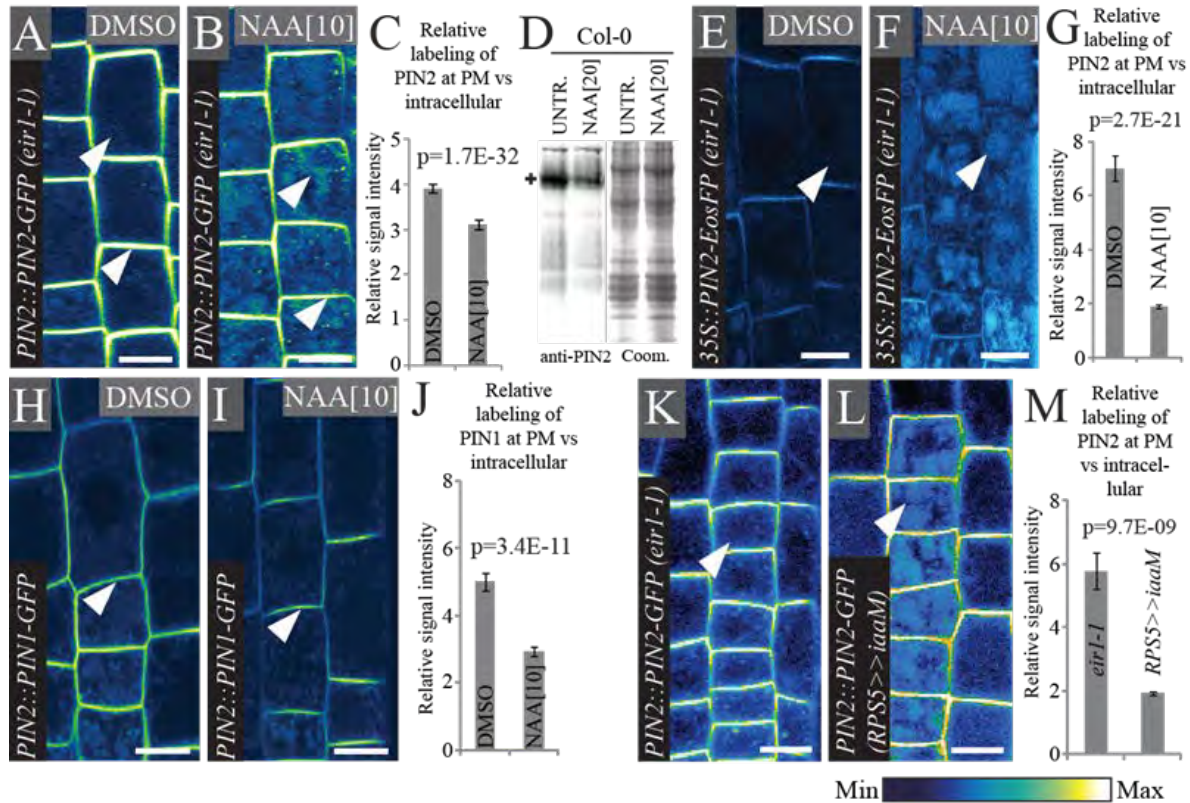 A
DMSO
PIN2::PIN2-GFP (eir1-1)
B
NAA[10]
PIN2::PIN2-GFP (eir1-1)
C
Relative
labeling of
PIN2 at PM vs
intracellular
Relative signal intensity
5
4
3
2
1
0
p=1.7E-32
DMSO
NAA[10]
D
Col-0
UNTR.
NAA[20]
UNTR.
NAA[20]
+
anti-PIN2
Coom.
E
DMSO
35S::PIN2-EosFP (eir1-1)
F
NAA[10]
35S::PIN2-EosFP (eir1-1)
G
Relative
labeling of
PIN2 at PM vs
intracellular
Relative signal intensity
8
6
4
2
0
p=2.7E-21
DMSO
NAA[10]
H
DMSO
PIN2::PIN1-GFP
I
NAA[10]
PIN2::PIN1-GFP
J
Relative
labeling of
PIN1 at PM vs
intracellular
Relative signal intensity
8
6
4
2
0
p=3.4E-11
DMSO
NAA[10]
K
PIN2::PIN2-GFP (eir1-1)
L
PIN2::PIN2-GFP
(RPS5>>iaaM)
M
Relative
labeling of
PIN2 at PM
vs intracel-
lular
Relative signal intensity
8
6
4
2
0
p=9.7E-09
eir1-1
RPS5>>iaaM
Min
Max